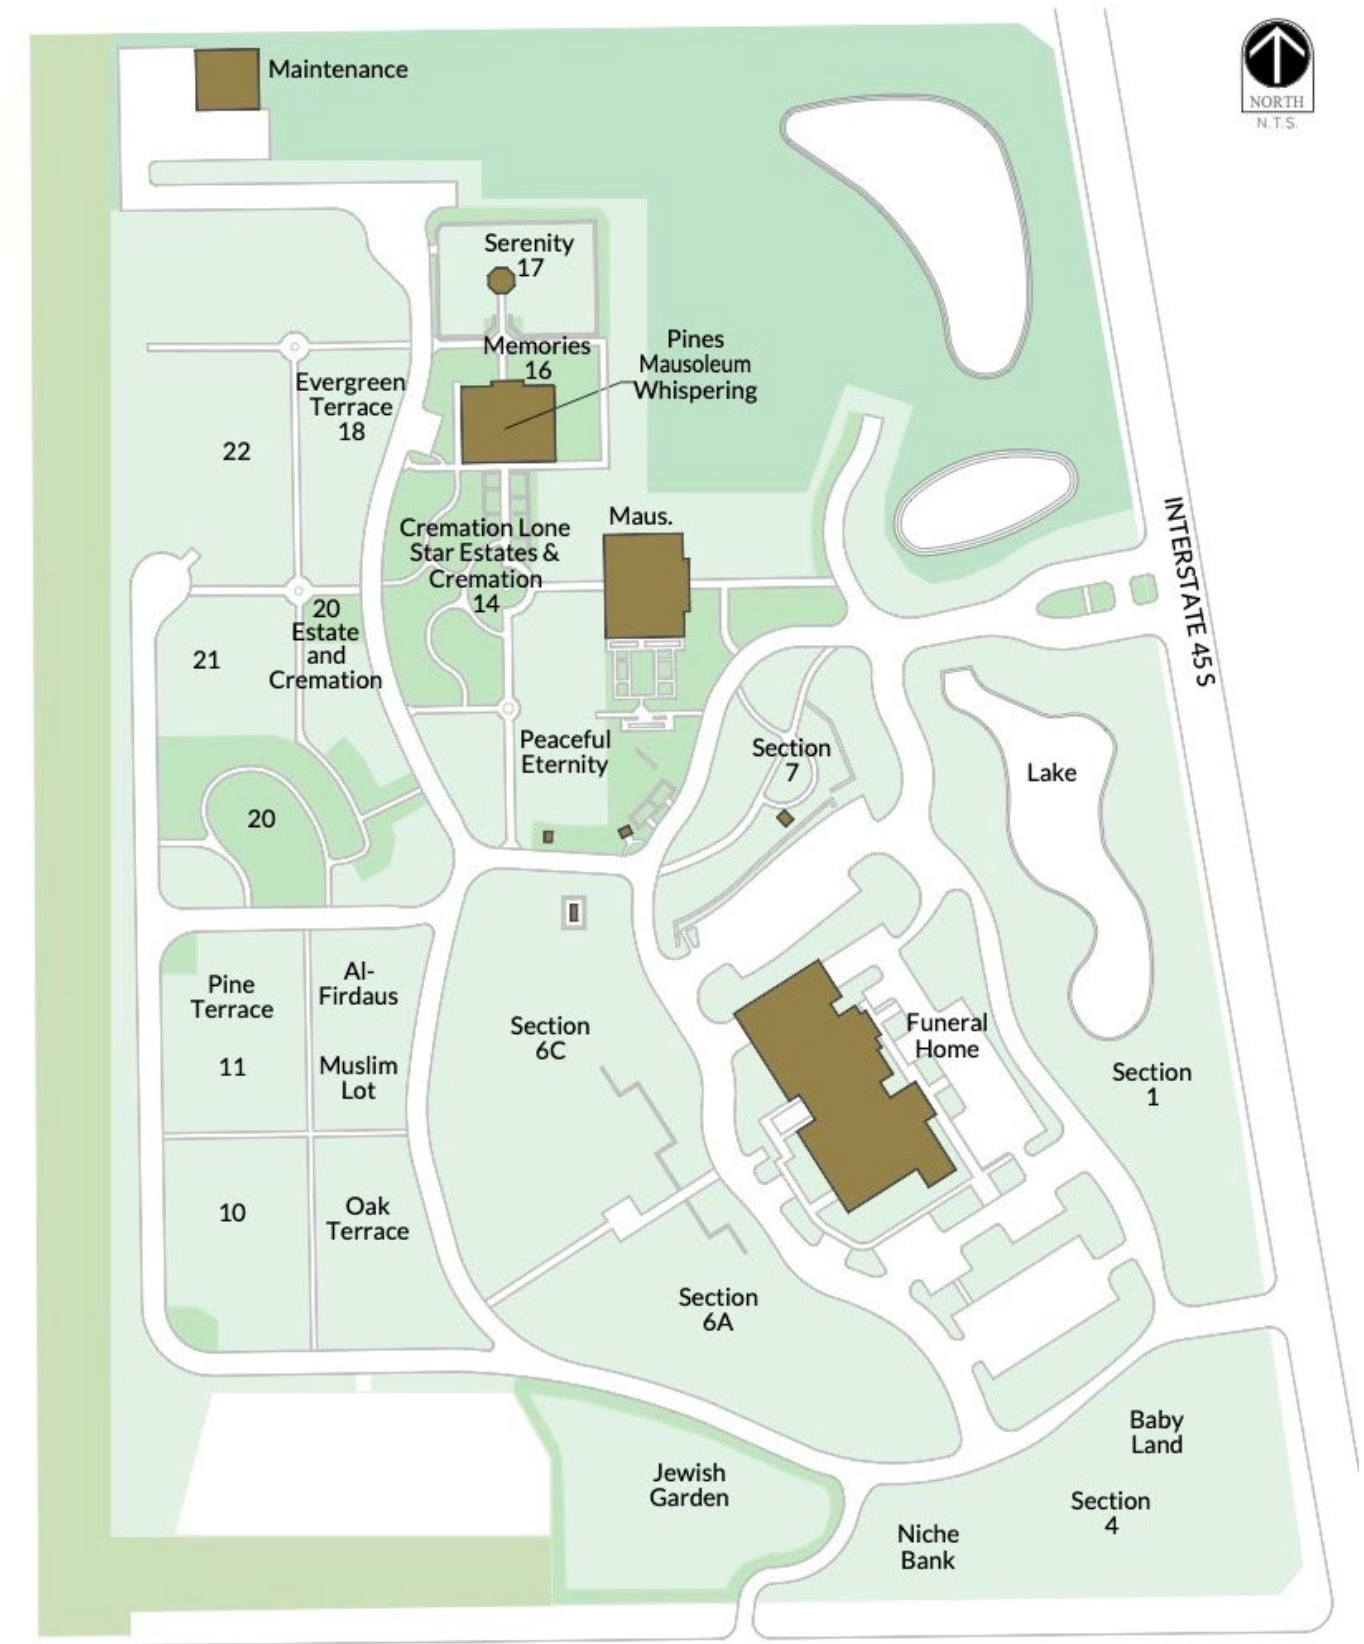 Maintenance
NORTH
N.T.S.
Serenity
17
Memories
16
Pines
Mausoleum
Whispering
Evergreen
Terrace
18
22
Cremation Lone
Star Estates &
Cremation
14
Maus.
INTERSTATE 45 S
20
Estate
and
Cremation
21
Peaceful
Eternity
Section
7
Lake
20
Pine
Terrace
11
Al-
Firdaus
Muslim
Lot
Section
6C
Funeral
Home
Section
1
10
Oak
Terrace
Section
6A
Baby
Land
Jewish
Garden
Section
4
Niche
Bank